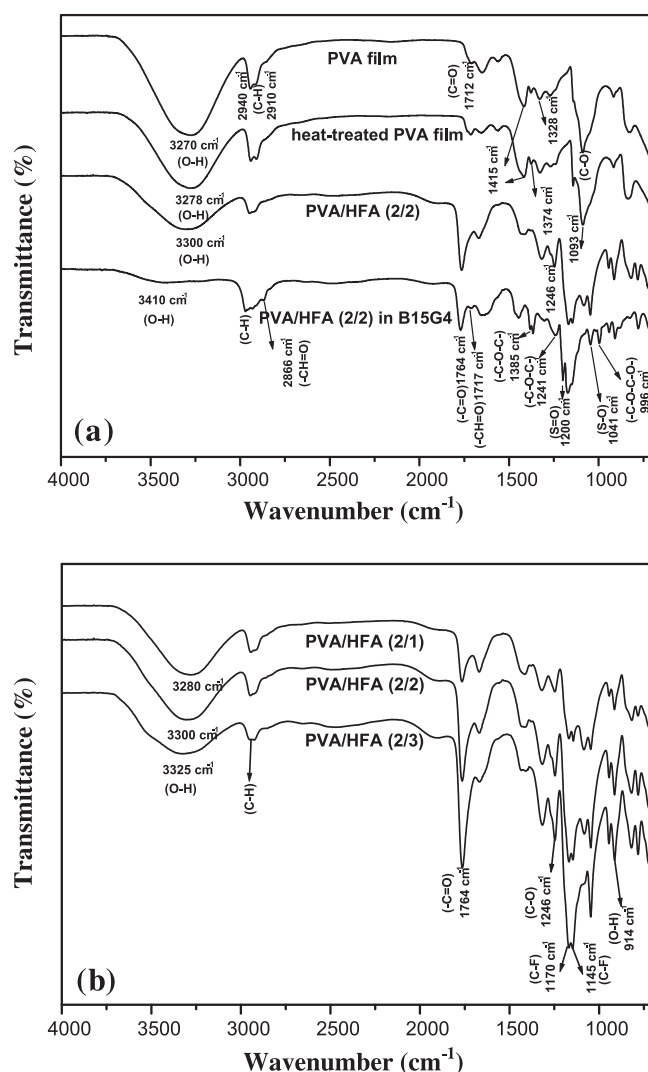 PVA film
2940 cm-1
(C-H)
2910 cm-1
(C=O)
1712 cm-1
3270 cm-1
(O-H)
heat-treated PVA film
1415 cm-1
1328 cm-1
(C-O)
3278 cm-1
(O-H)
PVA/HFA (2/2)
1374 cm-1
1093 cm-1
3300 cm-1
(O-H)
1246 cm-1
3410 cm-1
(O-H)
(C-H)
PVA/HFA (2/2) in B15G4
2866 cm-1
(-CH=O)
(-C=O)1764 cm-1
(-CH=O)1717 cm-1
(-C-O-C-)
1385 cm-1
(-C-O-C-)
1241 cm-1
(S=O)
1200 cm-1
(S-O)
1041 cm-1
(-C-O-C-O-)
996 cm-1
(a)
Transmittance (%)
4000 3500 3000 2500 2000 1500 1000
Wavenumber (cm-1)
PVA/HFA (2/1)
3280 cm-1
PVA/HFA (2/2)
3300 cm-1
PVA/HFA (2/3)
3325 cm-1
(O-H)
(C-H)
(-C=O)
1764 cm-1
(C-O)
1246 cm-1
(O-H)
914 cm-1
(C-F)
1170 cm-1
1145 cm-1
(C-F)
(b)
Transmittance (%)
4000 3500 3000 2500 2000 1500 1000
Wavenumber (cm-1)